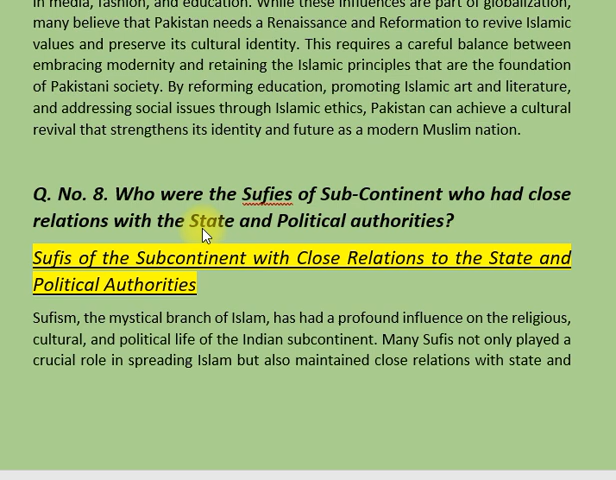 in media, fashion, and education. While these influences are part of globalization,
many believe that Pakistan needs a Renaissance and Reformation to revive Islamic
values and preserve its cultural identity. This requires a careful balance between
embracing modernity and retaining the Islamic principles that are the foundation
of Pakistani society. By reforming education, promoting Islamic art and literature,
and addressing social issues through Islamic ethics, Pakistan can achieve a cultural
revival that strengthens its identity and future as a modern Muslim nation.
Q. No. 8. Who were the Sufies of Sub-Continent who had close
relations with the State and Political authorities?
Sufis of the Subcontinent with Close Relations to the State and
Political Authorities
Sufism, the mystical branch of Islam, has had a profound influence on the religious,
cultural, and political life of the Indian subcontinent. Many Sufis not only played a
crucial role in spreading Islam but also maintained close relations with state and